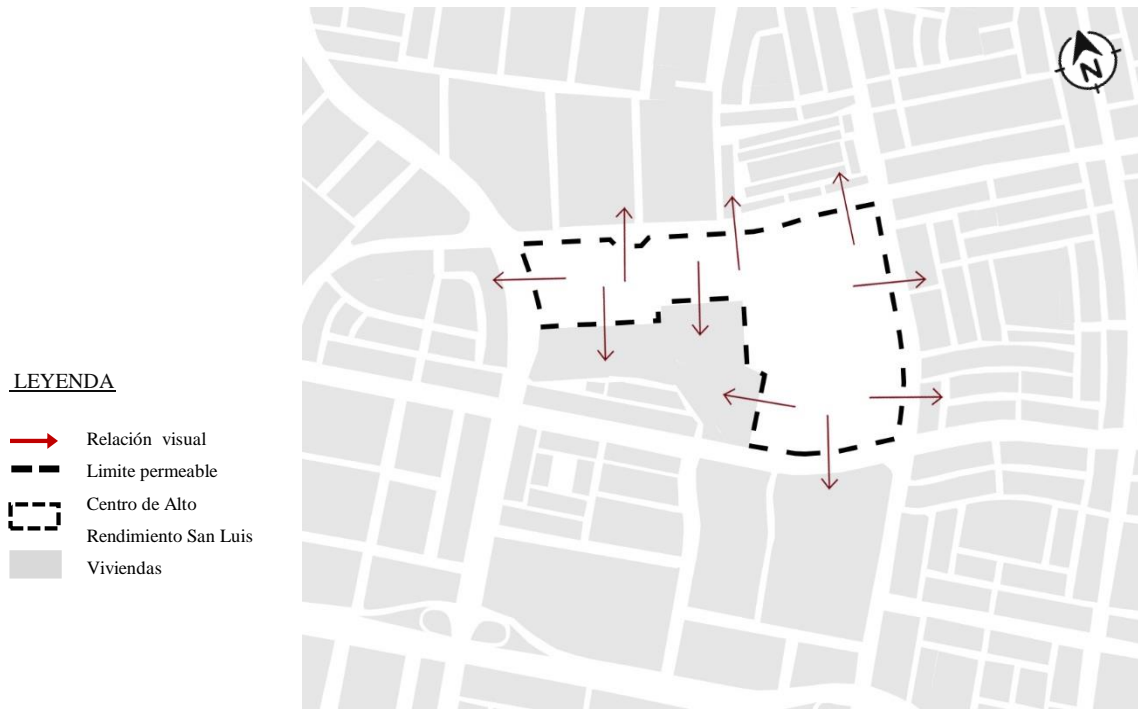 N
LEYENDA
Relación visual
Limite permeable
Centro de Alto
Rendimiento San Luis
Viviendas